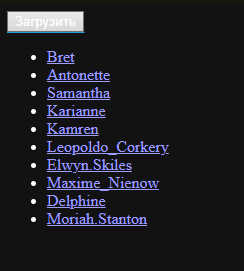 Загрузить
Bret
Antonette
Samantha
Karianne
Kamren
Leopoldo_Corkery
Elwyn.Skiles
Maxime_Nienow
Delphine
Moriah.Stanton